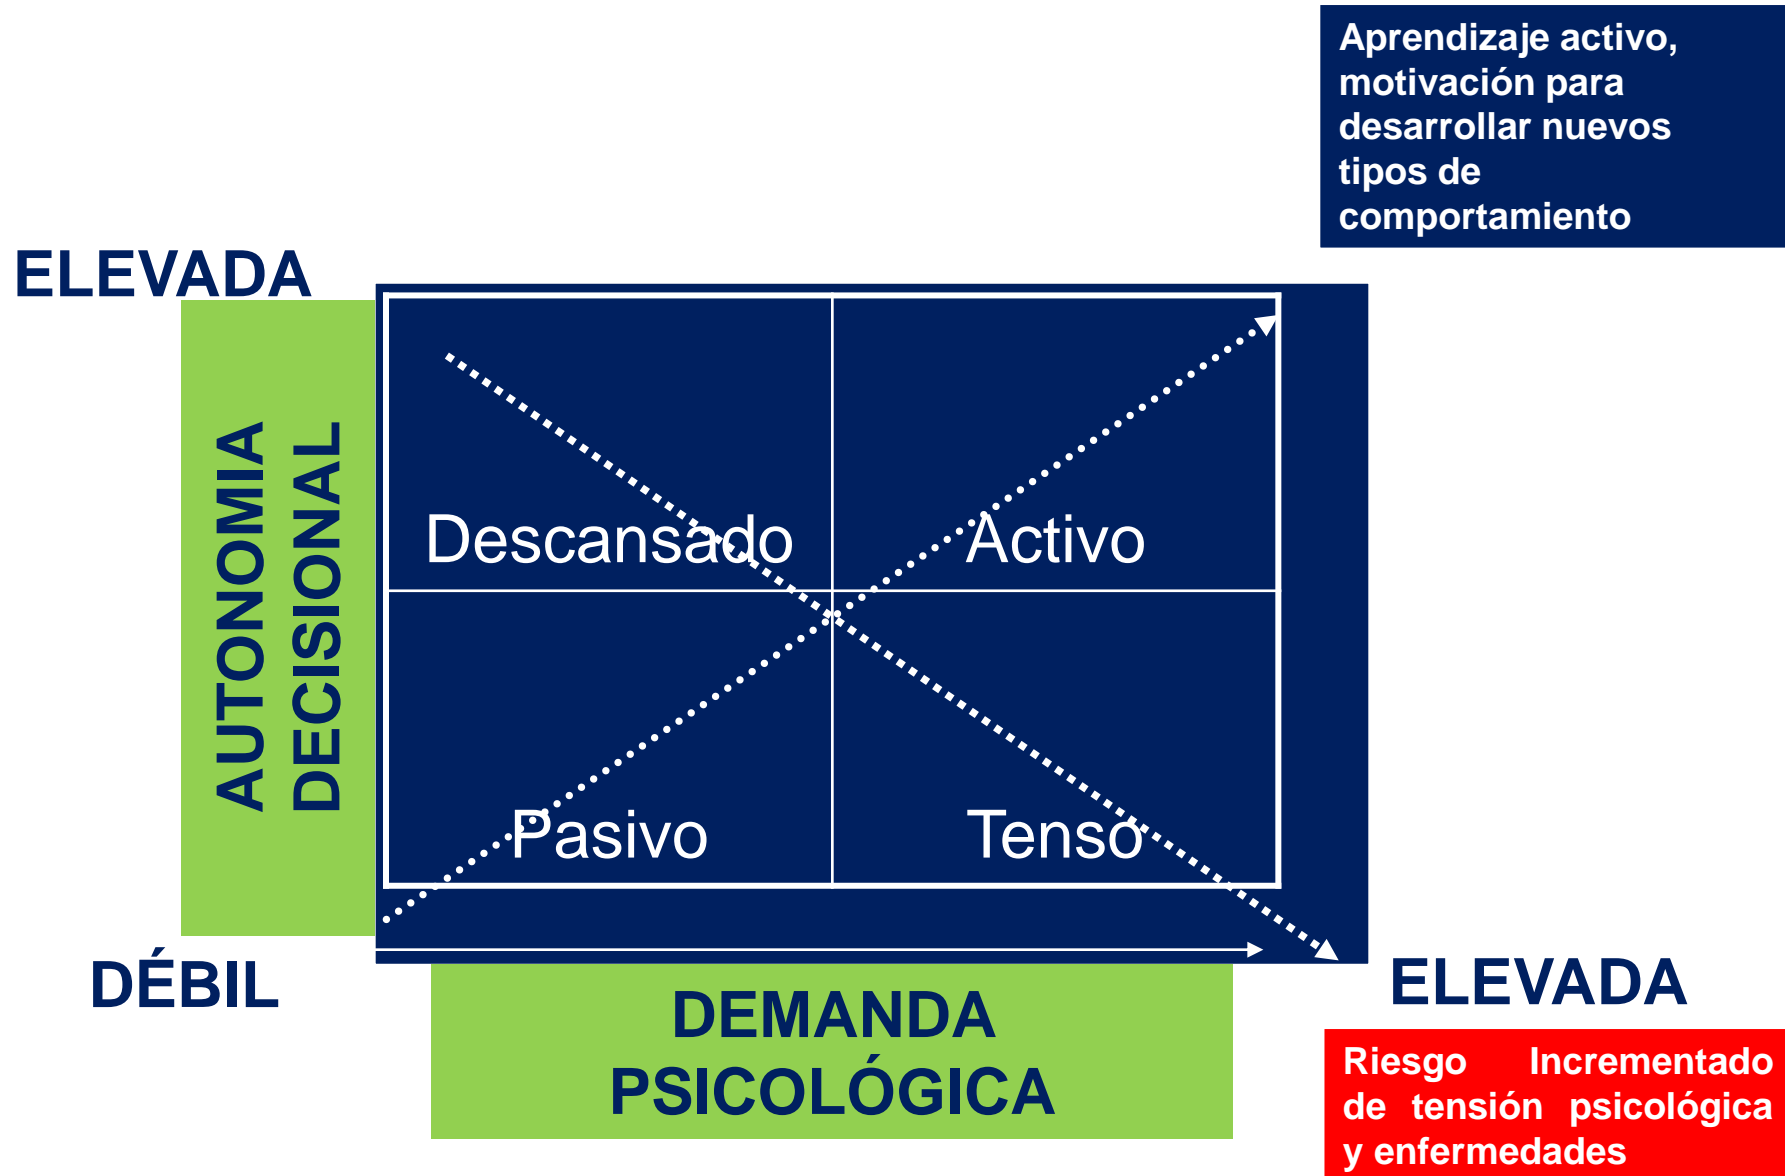 Aprendizaje activo,
motivación para
desarrollar nuevos
tipos de
comportamiento
ELEVADA
AUTONOMIA
DECISIONAL
Descansado
Activo
Pasivo
Tenso
DÉBIL
ELEVADA
DEMANDA
PSICOLÓGICA
Riesgo Incrementado
de tensión psicológica
y enfermedades